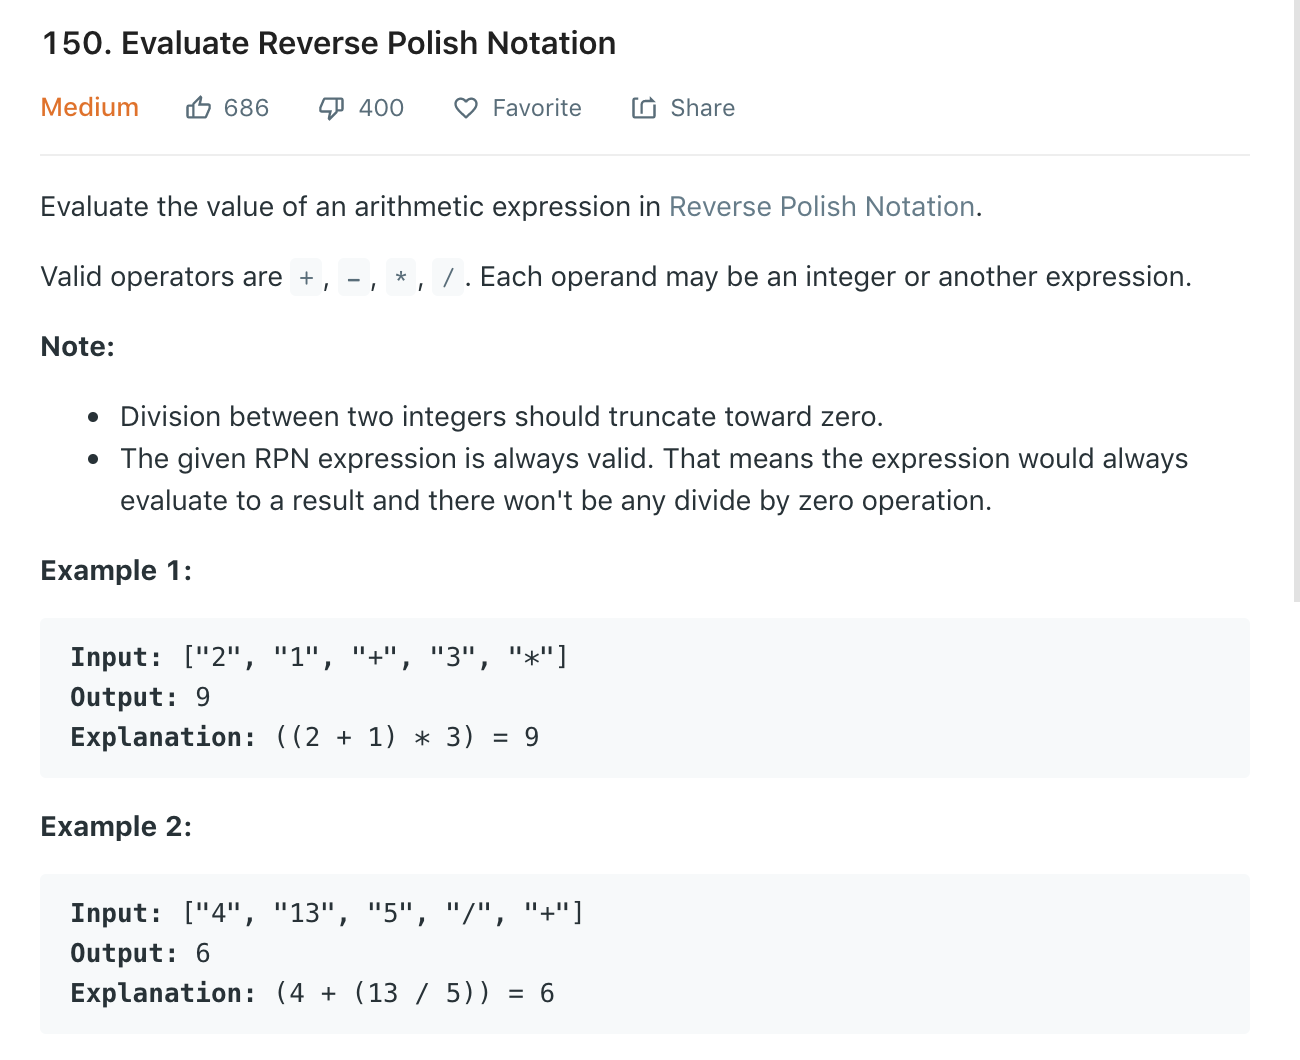 150. Evaluate Reverse Polish Notation
Medium 686 400 Favorite Share
Evaluate the value of an arithmetic expression in Reverse Polish Notation.
Valid operators are +, -, *, /. Each operand may be an integer or another expression.
Note:
• Division between two integers should truncate toward zero.
• The given RPN expression is always valid. That means the expression would always
evaluate to a result and there won't be any divide by zero operation.
Example 1:
Input: ["2", "1", "+", "3", "*"]
Output: 9
Explanation: ((2 + 1) * 3) = 9
Example 2:
Input: ["4", "13", "5", "/", "+"]
Output: 6
Explanation: (4 + (13 / 5)) = 6